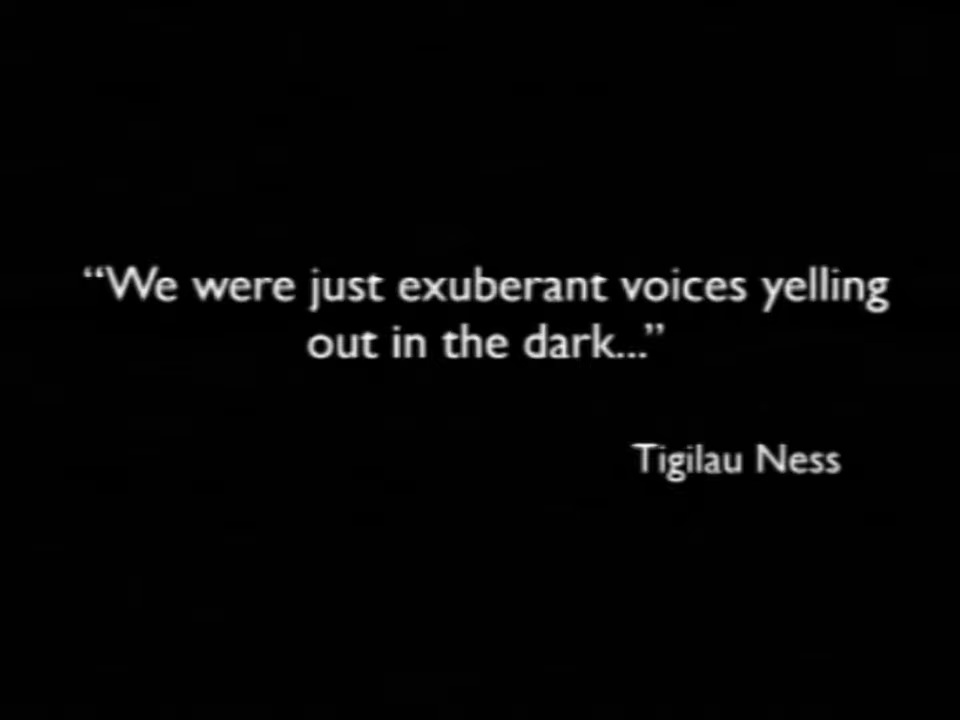 “We were just exuberant voices yelling
out in the dark...”
Tigilau Ness